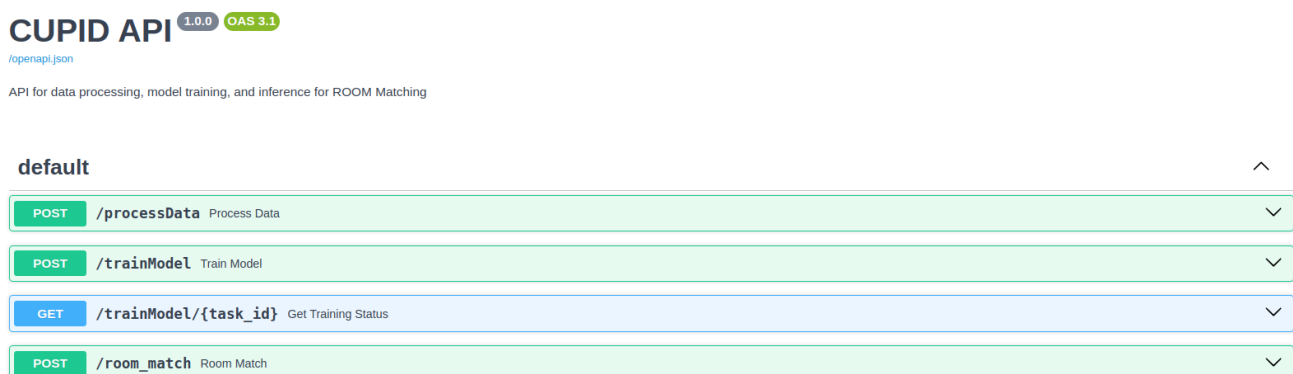 CUPID API 1.0.0 OAS 3.1
/openapi.json
API for data processing, model training, and inference for ROOM Matching
default
POST /processData Process Data
POST /trainModel Train Model
GET /trainModel/{task_id} Get Training Status
POST /room_match Room Match